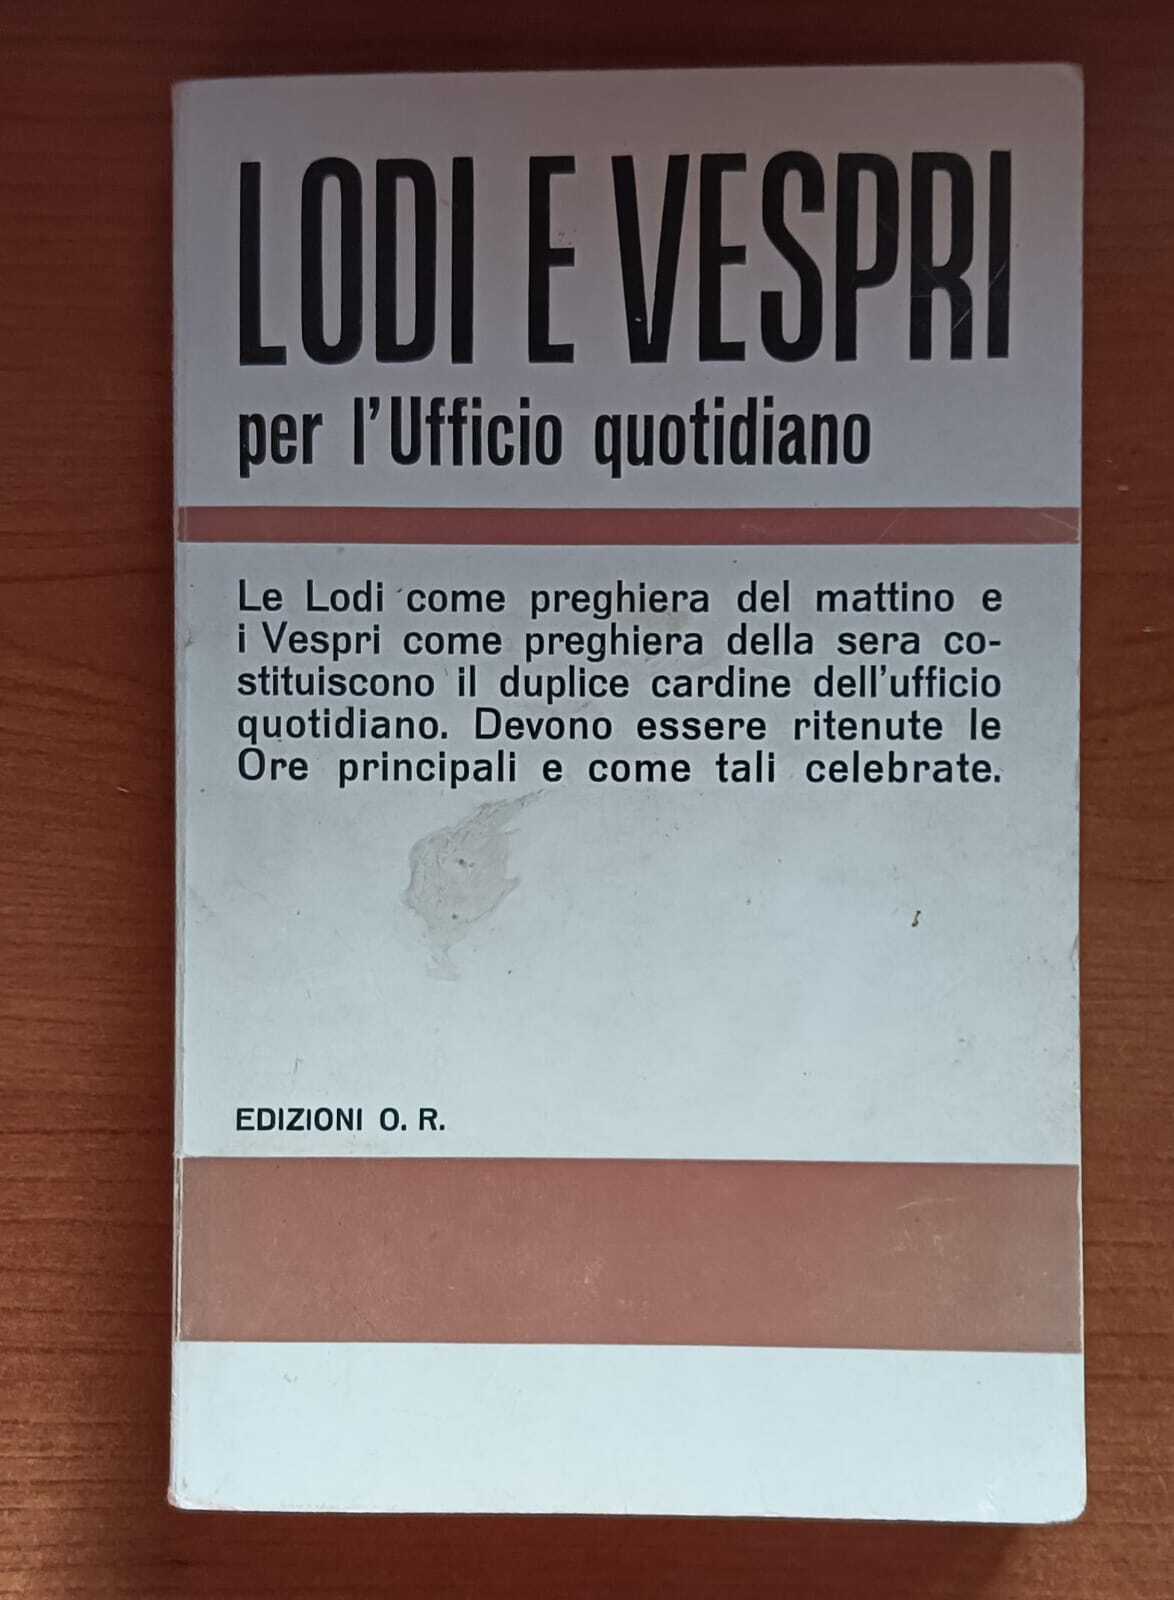 LODI E VESPRI
per l'Ufficio quotidiano
Le Lodi come preghiera del mattino e
i Vespri come preghiera della sera co-
stituiscono il duplice cardine dell'ufficio
quotidiano. Devono essere ritenute le
Ore principali e come tali celebrate.
EDIZIONI O. R.